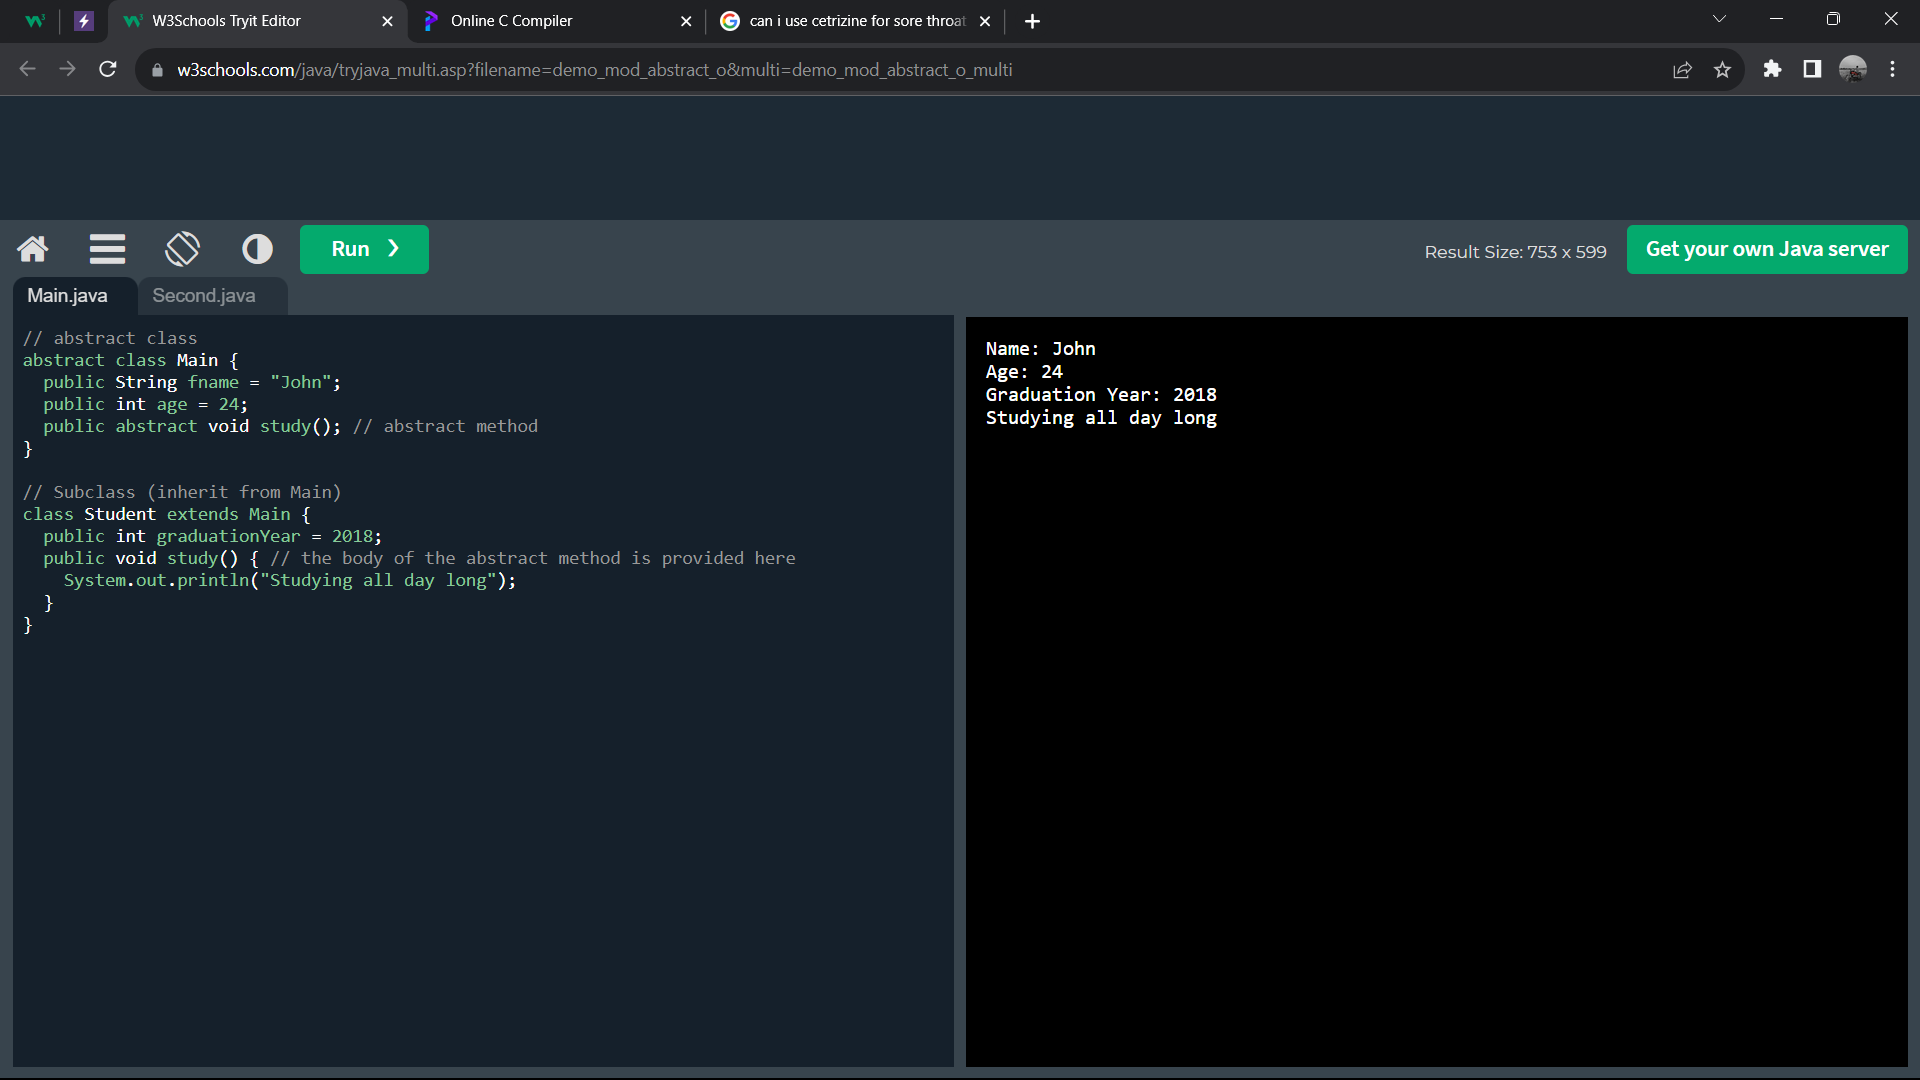 W3Schools Tryit Editor
Online C Compiler
can i use cetrizine for sore throat
w3schools.com/java/tryjava_multi.asp?filename=demo_mod_abstract_o&multi=demo_mod_abstract_o_multi
Run ❯
Result Size: 753 x 599
Get your own Java server
Main.java
Second.java
// abstract class
abstract class Main {
  public String fname = "John";
  public int age = 24;
  public abstract void study(); // abstract method
}
// Subclass (inherit from Main)
class Student extends Main {
  public int graduationYear = 2018;
  public void study() { // the body of the abstract method is provided here
    System.out.println("Studying all day long");
  }
}
Name: John
Age: 24
Graduation Year: 2018
Studying all day long